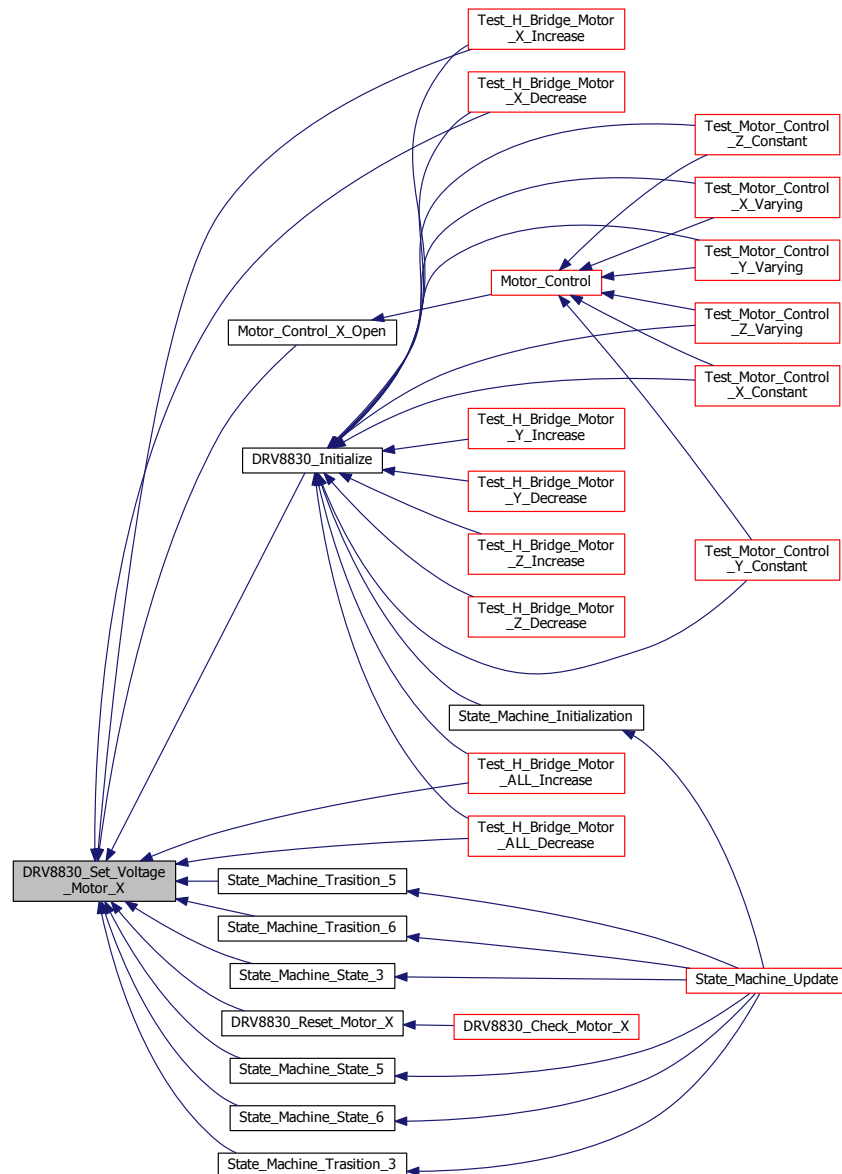 Test_H_Bridge_Motor
_X_Increase
Test_H_Bridge_Motor
_X_Decrease
Test_Motor_Control
_Z_Constant
Test_Motor_Control
_X_Varying
Test_Motor_Control
_Y_Varying
Motor_Control
Test_Motor_Control
_Z_Varying
Motor_Control_X_Open
Test_Motor_Control
_X_Constant
Test_H_Bridge_Motor
_Y_Increase
DRV8830_Initialize
Test_H_Bridge_Motor
_Y_Decrease
Test_H_Bridge_Motor
_Z_Increase
Test_Motor_Control
_Y_Constant
Test_H_Bridge_Motor
_Z_Decrease
State_Machine_Initialization
Test_H_Bridge_Motor
_ALL_Increase
Test_H_Bridge_Motor
_ALL_Decrease
DRV8830_Set_Voltage
_Motor_X
State_Machine_Trasition_5
State_Machine_Trasition_6
State_Machine_State_3
State_Machine_Update
DRV8830_Reset_Motor_X
DRV8830_Check_Motor_X
State_Machine_State_5
State_Machine_State_6
State_Machine_Trasition_3